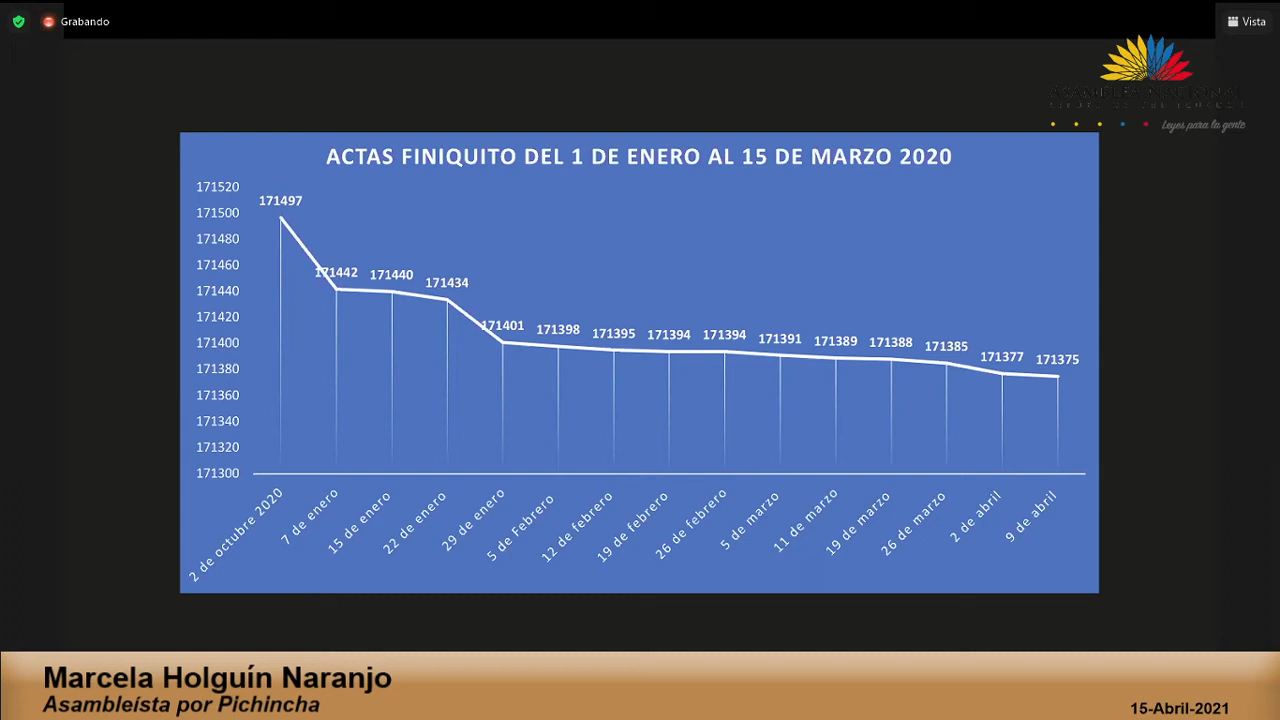 Grabando
Vista
ASAMBLEA NACIONAL
REPÚBLICA DEL ECUADOR
Leyes para la gente
ACTAS FINIQUITO DEL 1 DE ENERO AL 15 DE MARZO 2020
171520
171500
171480
171460
171440
171420
171400
171380
171360
171340
171320
171300
171497
171442
171440
171434
171401
171398
171395
171394
171394
171391
171389
171388
171385
171377
171375
2 de octubre 2020
7 de enero
15 de enero
22 de enero
29 de enero
5 de Febrero
12 de febrero
19 de febrero
26 de febrero
5 de marzo
11 de marzo
19 de marzo
26 de marzo
2 de abril
9 de abril
Marcela Holguín Naranjo
Asambleísta por Pichincha
15-Abril-2021